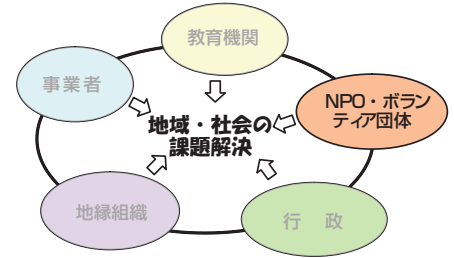 教育機関
事業者
NPO・ボラン
ティア団体
地域・社会の
課題解決
地縁組織
行 政